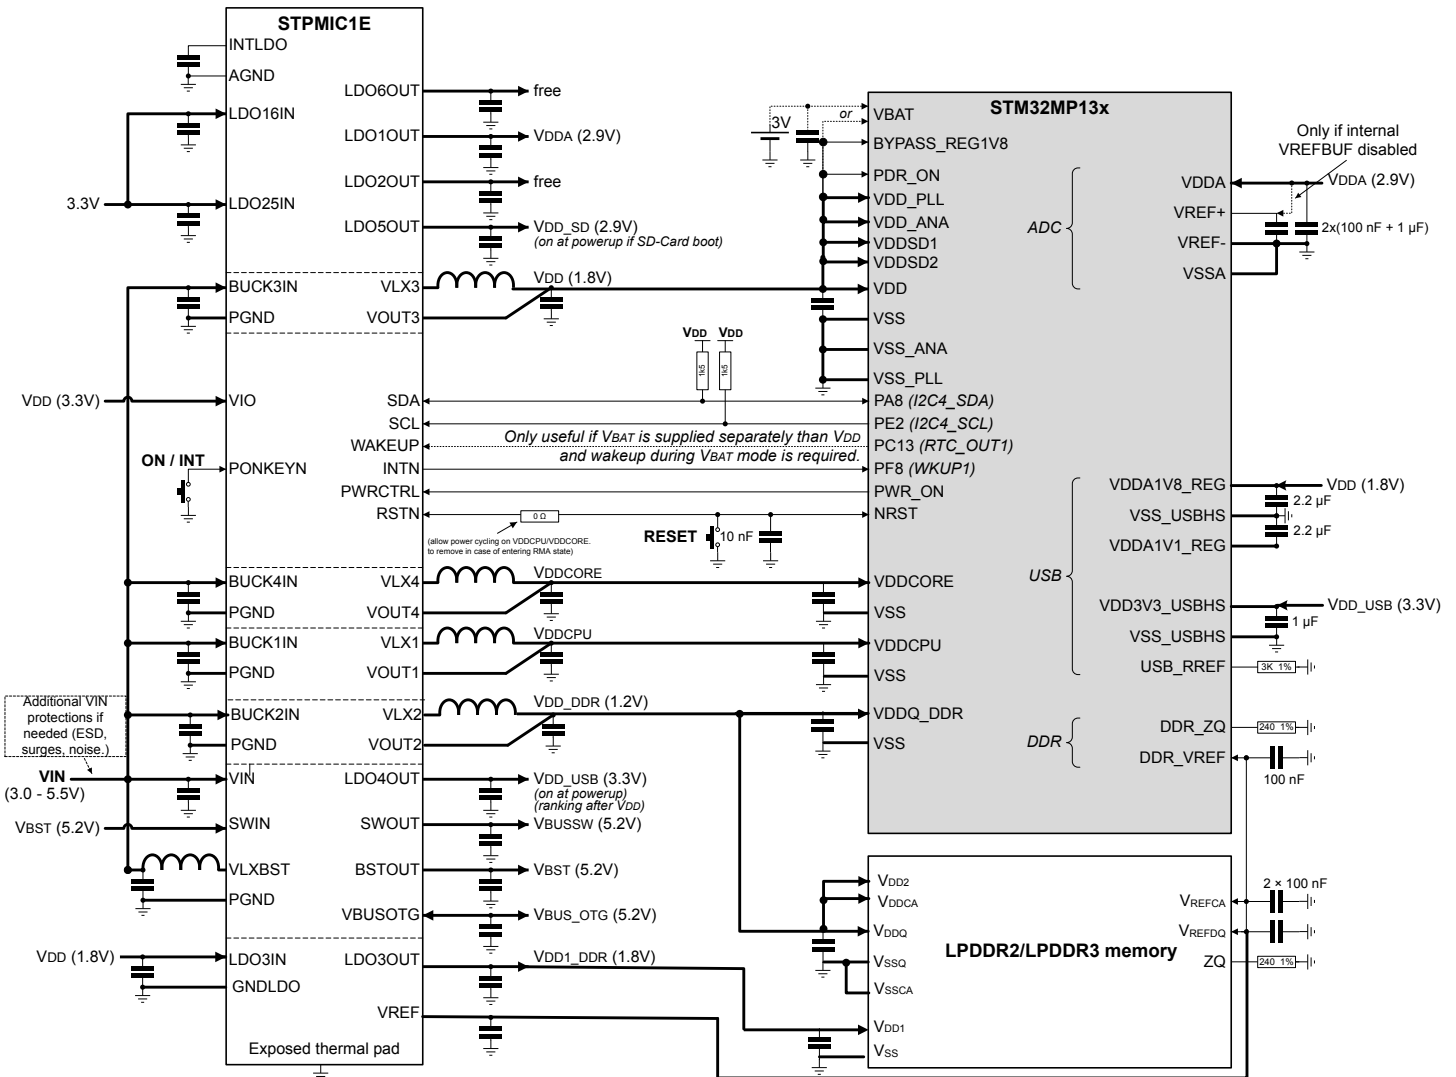 STPMIC1E
INTLDO
AGND
LDO16IN
3.3V
LDO25IN
BUCK3IN
PGND
VDD (3.3V)
VIO
ON / INT
PONKEYN
BUCK4IN
PGND
BUCK1IN
PGND
Additional VIN
protections if
needed (ESD,
surges, noise.)
BUCK2IN
PGND
VIN
(3.0 - 5.5V)
VIN
VBST (5.2V)
SWIN
VLXBST
PGND
VDD (1.8V)
LDO3IN
GNDLDO
Exposed thermal pad
LDO6OUT
free
LDO1OUT
VDDA (2.9V)
LDO2OUT
free
LDO5OUT
VDD_SD (2.9V)
(on at powerup if SD-Card boot)
VLX3
VDD (1.8V)
VOUT3
VDD VDD
1k5
1k5
SDA
SCL
WAKEUP
Only useful if VBAT is supplied separately than VDD
and wakeup during VBAT mode is required.
INTN
PWRCTRL
RSTN
0 Ω
(allow power cycling on VDDCPU/VDDCORE.
to remove in case of entering RMA state)
RESET
10 nF
VLX4
VDDCORE
VOUT4
VLX1
VDDCPU
VOUT1
VLX2
VDD_DDR (1.2V)
VOUT2
LDO4OUT
VDD_USB (3.3V)
(on at powerup)
(ranking after VDD)
SWOUT
VBUSSW (5.2V)
BSTOUT
VBST (5.2V)
VBUSOTG
VBUS_OTG (5.2V)
LDO3OUT
VDD1_DDR (1.8V)
VREF
STM32MP13x
3V
or
VBAT
BYPASS_REG1V8
PDR_ON
VDD_PLL
VDD_ANA
VDDSD1
VDDSD2
VDD
VSS
VSS_ANA
VSS_PLL
PA8 (I2C4_SDA)
PE2 (I2C4_SCL)
PC13 (RTC_OUT1)
PF8 (WKUP1)
PWR_ON
NRST
VDDCORE
VSS
VDDCPU
VSS
VDDQ_DDR
VSS
ADC
USB
DDR
Only if internal
VREFBUF disabled
VDDA
VDDA (2.9V)
VREF+
VREF-
2x(100 nF + 1 µF)
VSSA
VDDA1V8_REG
VDD (1.8V)
2.2 µF
VSS_USBHS
2.2 µF
VDDA1V1_REG
VDD3V3_USBHS
VDD_USB (3.3V)
1 µF
VSS_USBHS
USB_RREF
3K 1%
DDR_ZQ
240 1%
DDR_VREF
100 nF
LPDDR2/LPDDR3 memory
VDD2
VDDCA
VDDQ
VSSQ
VSSCA
VDD1
VSS
2 × 100 nF
VREFCA
VREFDQ
ZQ
240 1%